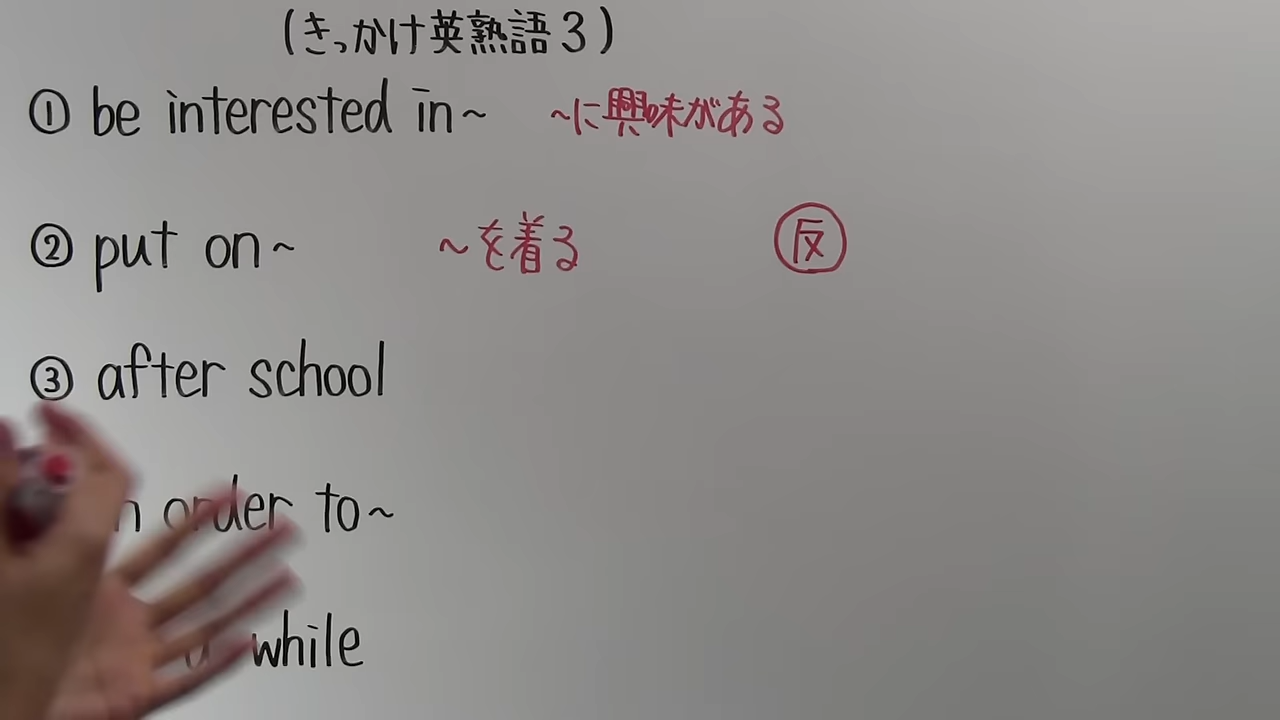 (きっかけ英熟語3)
① be interested in~ ~に興味がある
② put on~ ~を着る 反
③ after school
order to~
while